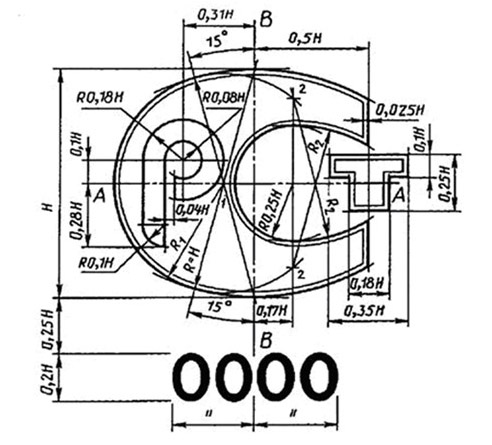 B
0,31H
15°
0,5H
R0,18H
R0,08H
2
0,025H
0,1H
R2
0,1H
0,25H
H
A
A
0,04H
1
R0,25H
0,28H
R1
R1
R0,1H
R=H
2
0,18H
15°
0,17H
0,35H
0,25H
B
0,2H
0000
"
"